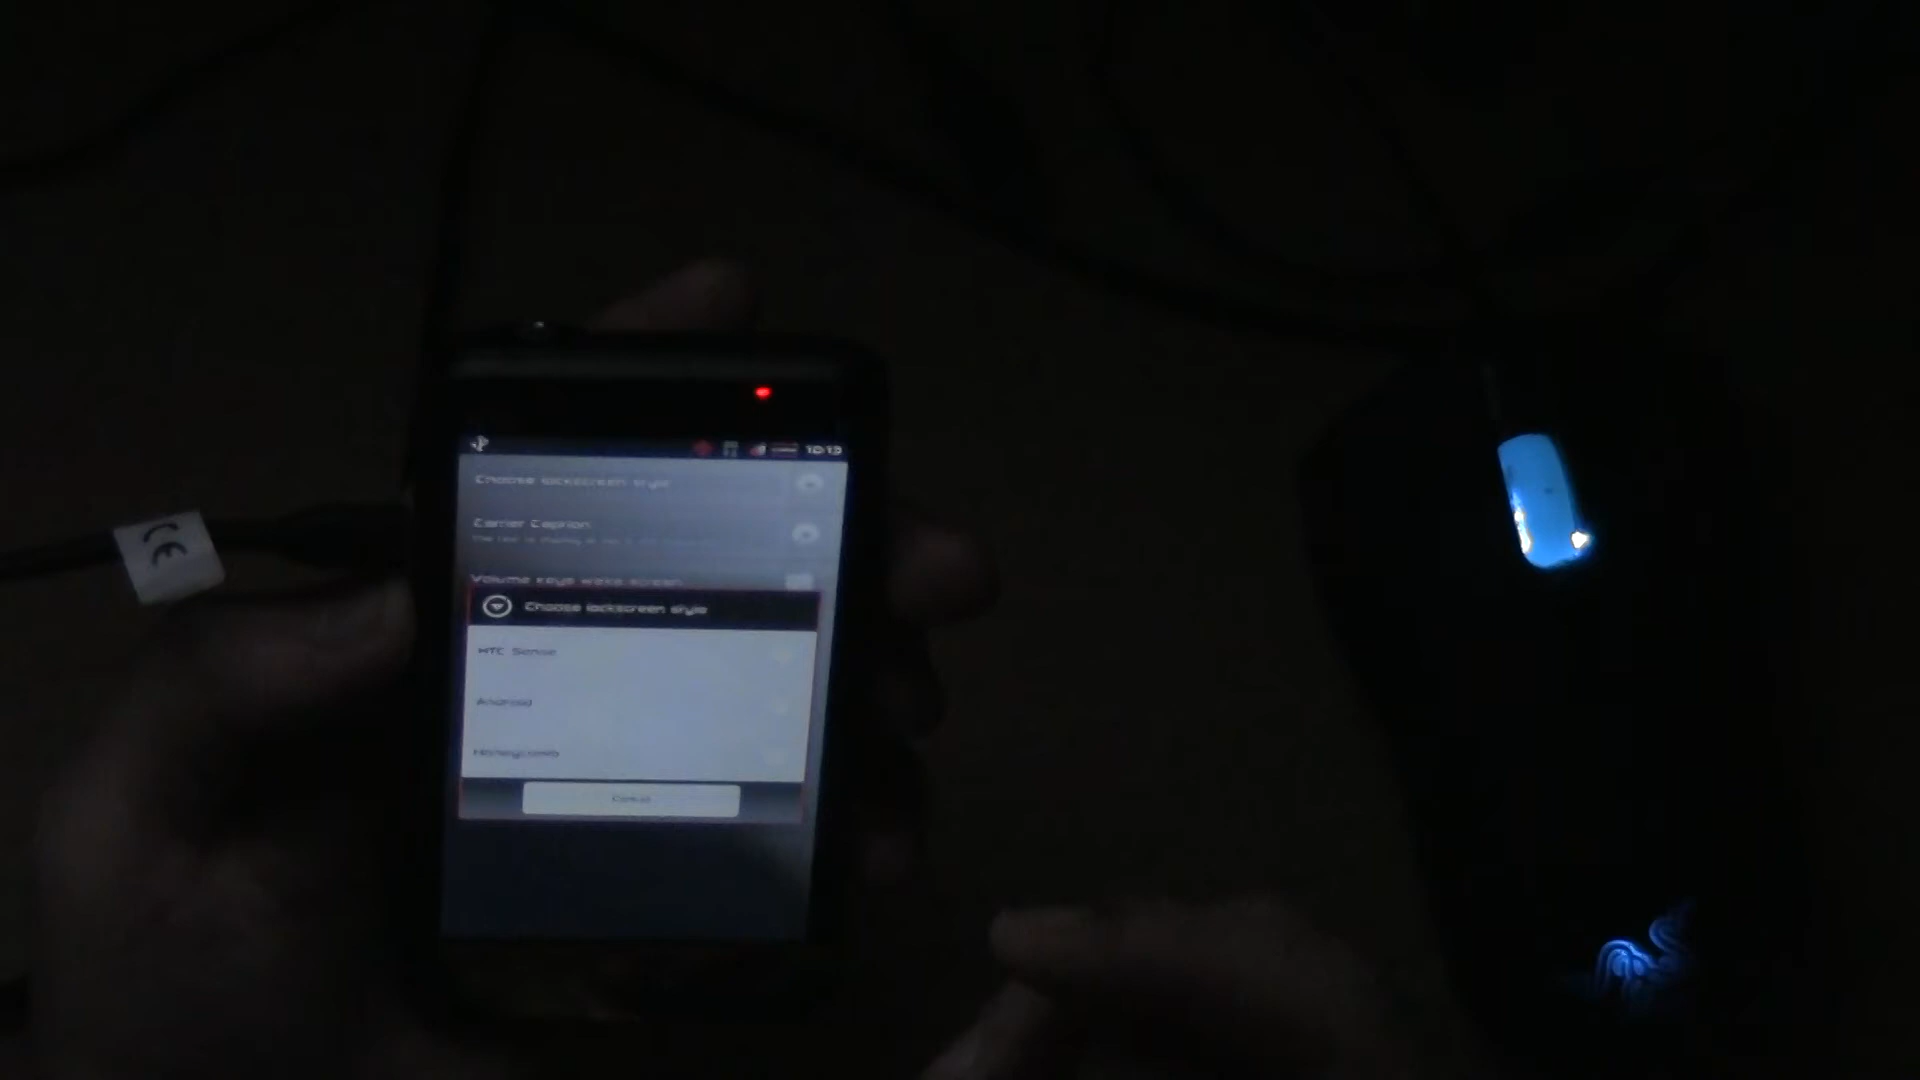 10:13
Choose lockscreen style
Carrier Caption
Volume keys wake screen
Choose lockscreen style
HTC Sense
Android
Honeycomb
Cancel
CE